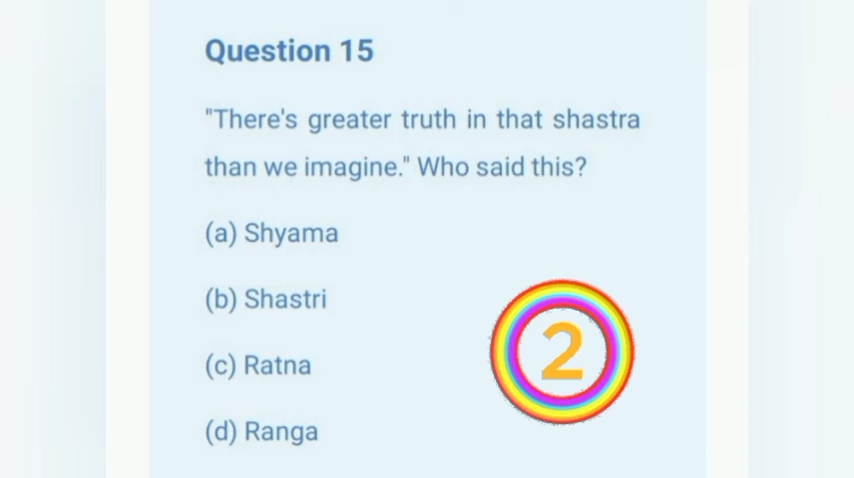 Question 15
"There's greater truth in that shastra
than we imagine." Who said this?
(a) Shyama
(b) Shastri
(c) Ratna
2
(d) Ranga